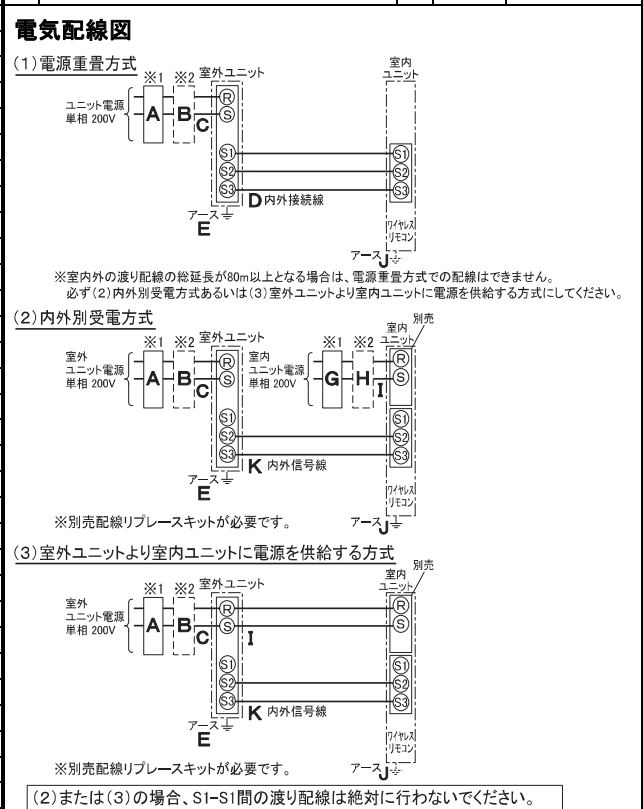 電気配線図
(1)電源重畳方式
※1 ※2 室外ユニット
室内
ユニット
ユニット電源
単相 200V
A B C
R
S
S1 S1
S2 S2
S3 S3
D 内外接続線
アース
E
ワイヤレス
リモコン
アース J
※室内外の渡り配線の総延長が80m以上となる場合は、電源重畳方式での配線はできません。
必ず(2)内外別受電方式あるいは(3)室外ユニットより室内ユニットに電源を供給する方式にしてください。
(2)内外別受電方式
別売
※1 ※2 室外ユニット ※1 ※2 室内
ユニット
室外
ユニット電源
単相 200V
A B C
R
S
室内
ユニット電源
単相 200V
G H I
R
S
S1 S1
S2 S2
S3 S3
K 内外信号線
アース
E
ワイヤレス
リモコン
アース J
※別売配線リプレースキットが必要です。
(3)室外ユニットより室内ユニットに電源を供給する方式
別売
※1 ※2 室外ユニット
室内
ユニット
室外
ユニット電源
単相 200V
A B C
R R
S I S
S1 S1
S2 S2
S3 S3
K 内外信号線
アース
E
ワイヤレス
リモコン
アース J
※別売配線リプレースキットが必要です。
(2)または(3)の場合、S1-S1間の渡り配線は絶対に行わないでください。